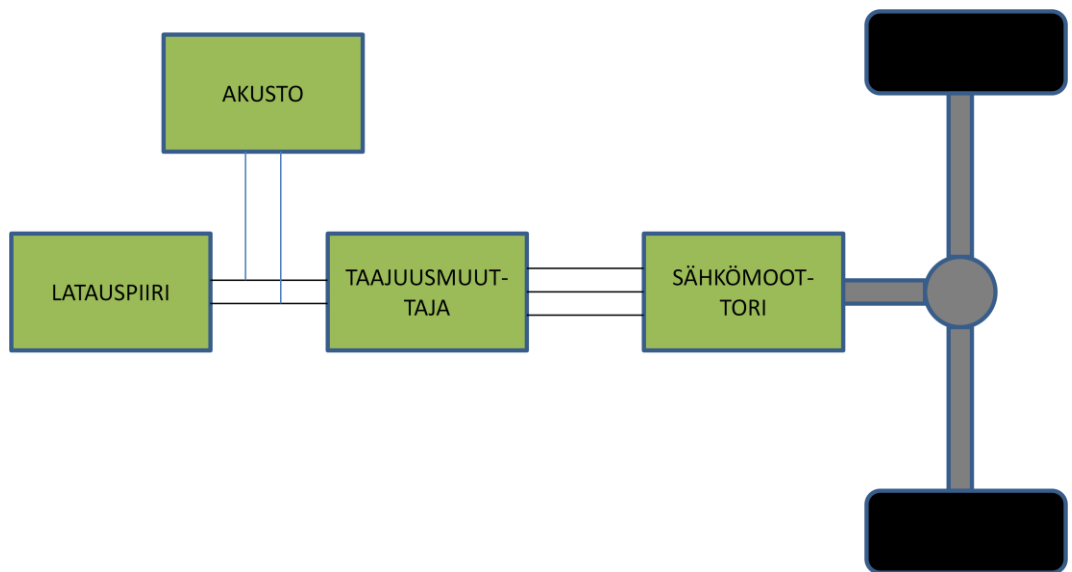 AKUSTO
LATAUSPIIRI
TAAJUUSMUUT-
TAJA
SÄHKÖMOOT-
TORI